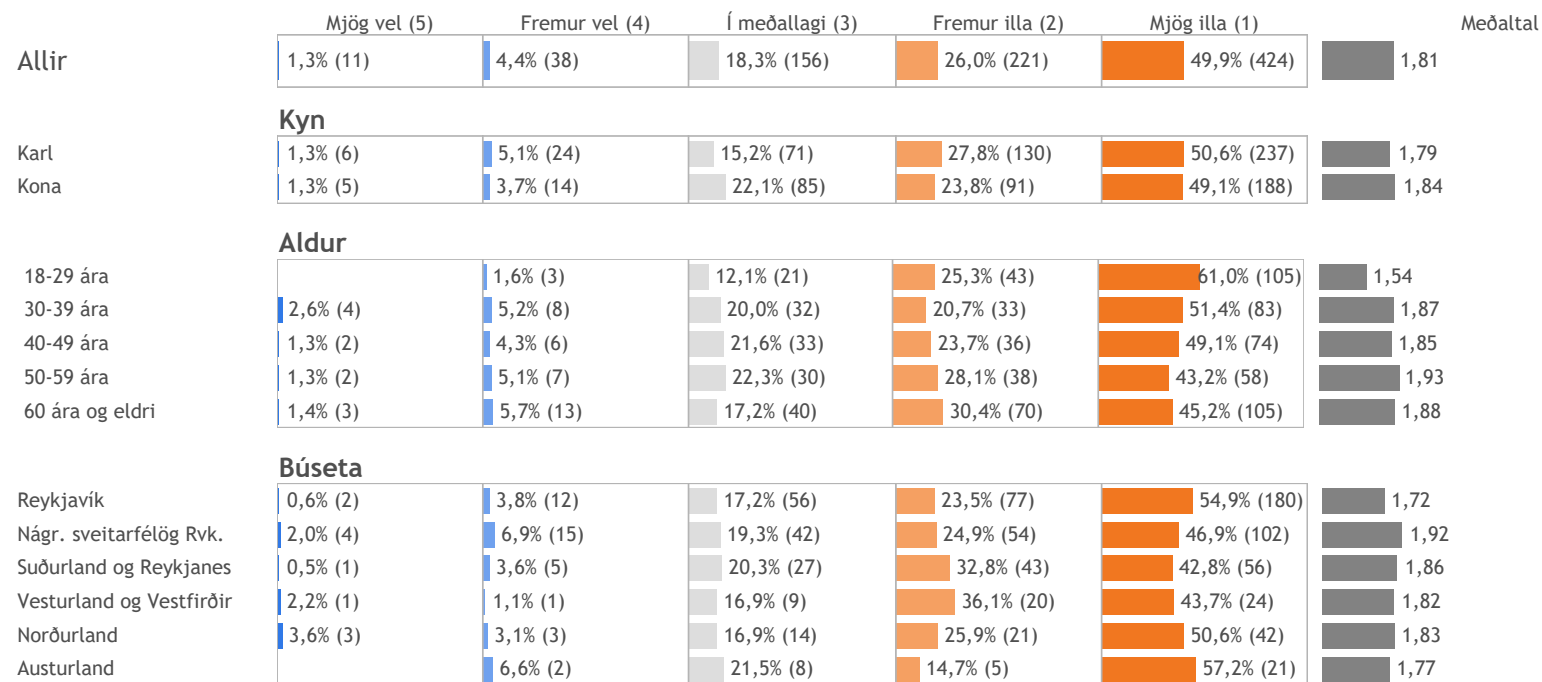 Mjög vel (5) Fremur vel (4) Í meðallagi (3) Fremur illa (2) Mjög illa (1) Meðaltal
Allir 1,3% (11) 4,4% (38) 18,3% (156) 26,0% (221) 49,9% (424) 1,81
Kyn
Karl 1,3% (6) 5,1% (24) 15,2% (71) 27,8% (130) 50,6% (237) 1,79
Kona 1,3% (5) 3,7% (14) 22,1% (85) 23,8% (91) 49,1% (188) 1,84
Aldur
18-29 ára 1,6% (3) 12,1% (21) 25,3% (43) 61,0% (105) 1,54
30-39 ára 2,6% (4) 5,2% (8) 20,0% (32) 20,7% (33) 51,4% (83) 1,87
40-49 ára 1,3% (2) 4,3% (6) 21,6% (33) 23,7% (36) 49,1% (74) 1,85
50-59 ára 1,3% (2) 5,1% (7) 22,3% (30) 28,1% (38) 43,2% (58) 1,93
60 ára og eldri 1,4% (3) 5,7% (13) 17,2% (40) 30,4% (70) 45,2% (105) 1,88
Búseta
Reykjavík 0,6% (2) 3,8% (12) 17,2% (56) 23,5% (77) 54,9% (180) 1,72
Nágr. sveitarfélög Rvk. 2,0% (4) 6,9% (15) 19,3% (42) 24,9% (54) 46,9% (102) 1,92
Suðurland og Reykjanes 0,5% (1) 3,6% (5) 20,3% (27) 32,8% (43) 42,8% (56) 1,86
Vesturland og Vestfirðir 2,2% (1) 1,1% (1) 16,9% (9) 36,1% (20) 43,7% (24) 1,82
Norðurland 3,6% (3) 3,1% (3) 16,9% (14) 25,9% (21) 50,6% (42) 1,83
Austurland 6,6% (2) 21,5% (8) 14,7% (5) 57,2% (21) 1,77